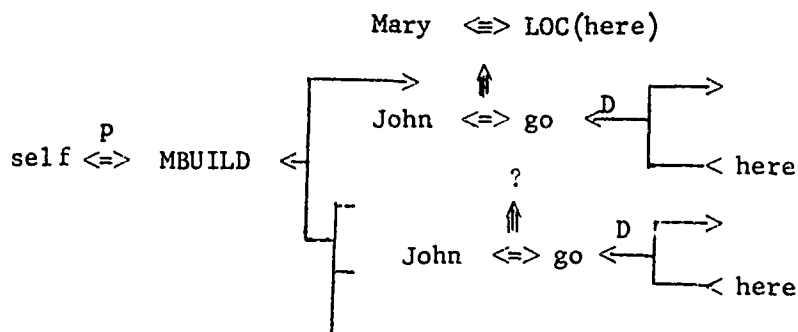 Mary <≡> LOC(here)
John <=> go D
p
self <=> MBUILD
here
?
John <=> go D
here